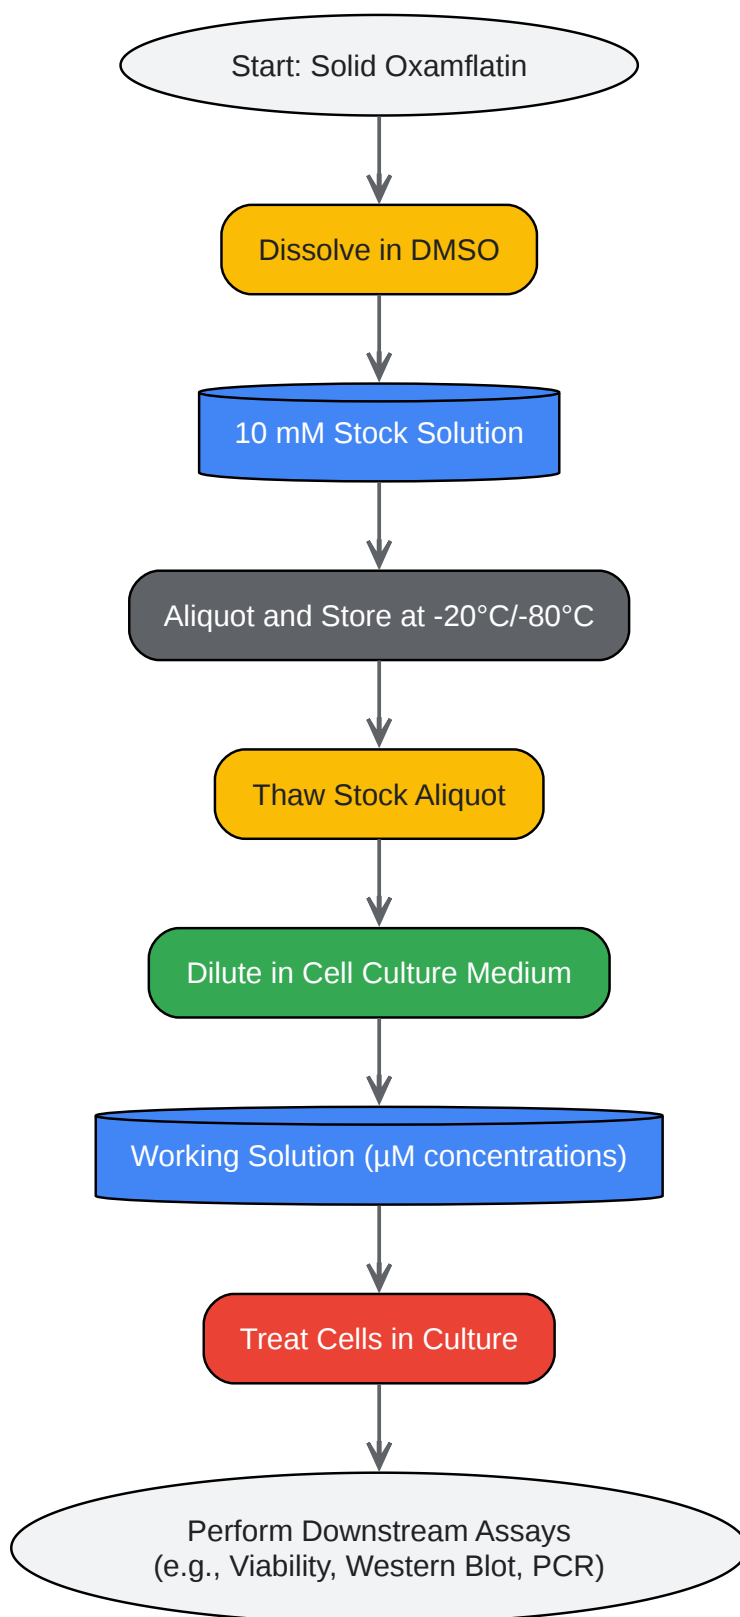 Start: Solid Oxamflatin
Dissolve in DMSO
10 mM Stock Solution
Aliquot and Store at -20°C/-80°C
Thaw Stock Aliquot
Dilute in Cell Culture Medium
Working Solution (µM concentrations)
Treat Cells in Culture
Perform Downstream Assays
(e.g., Viability, Western Blot, PCR)